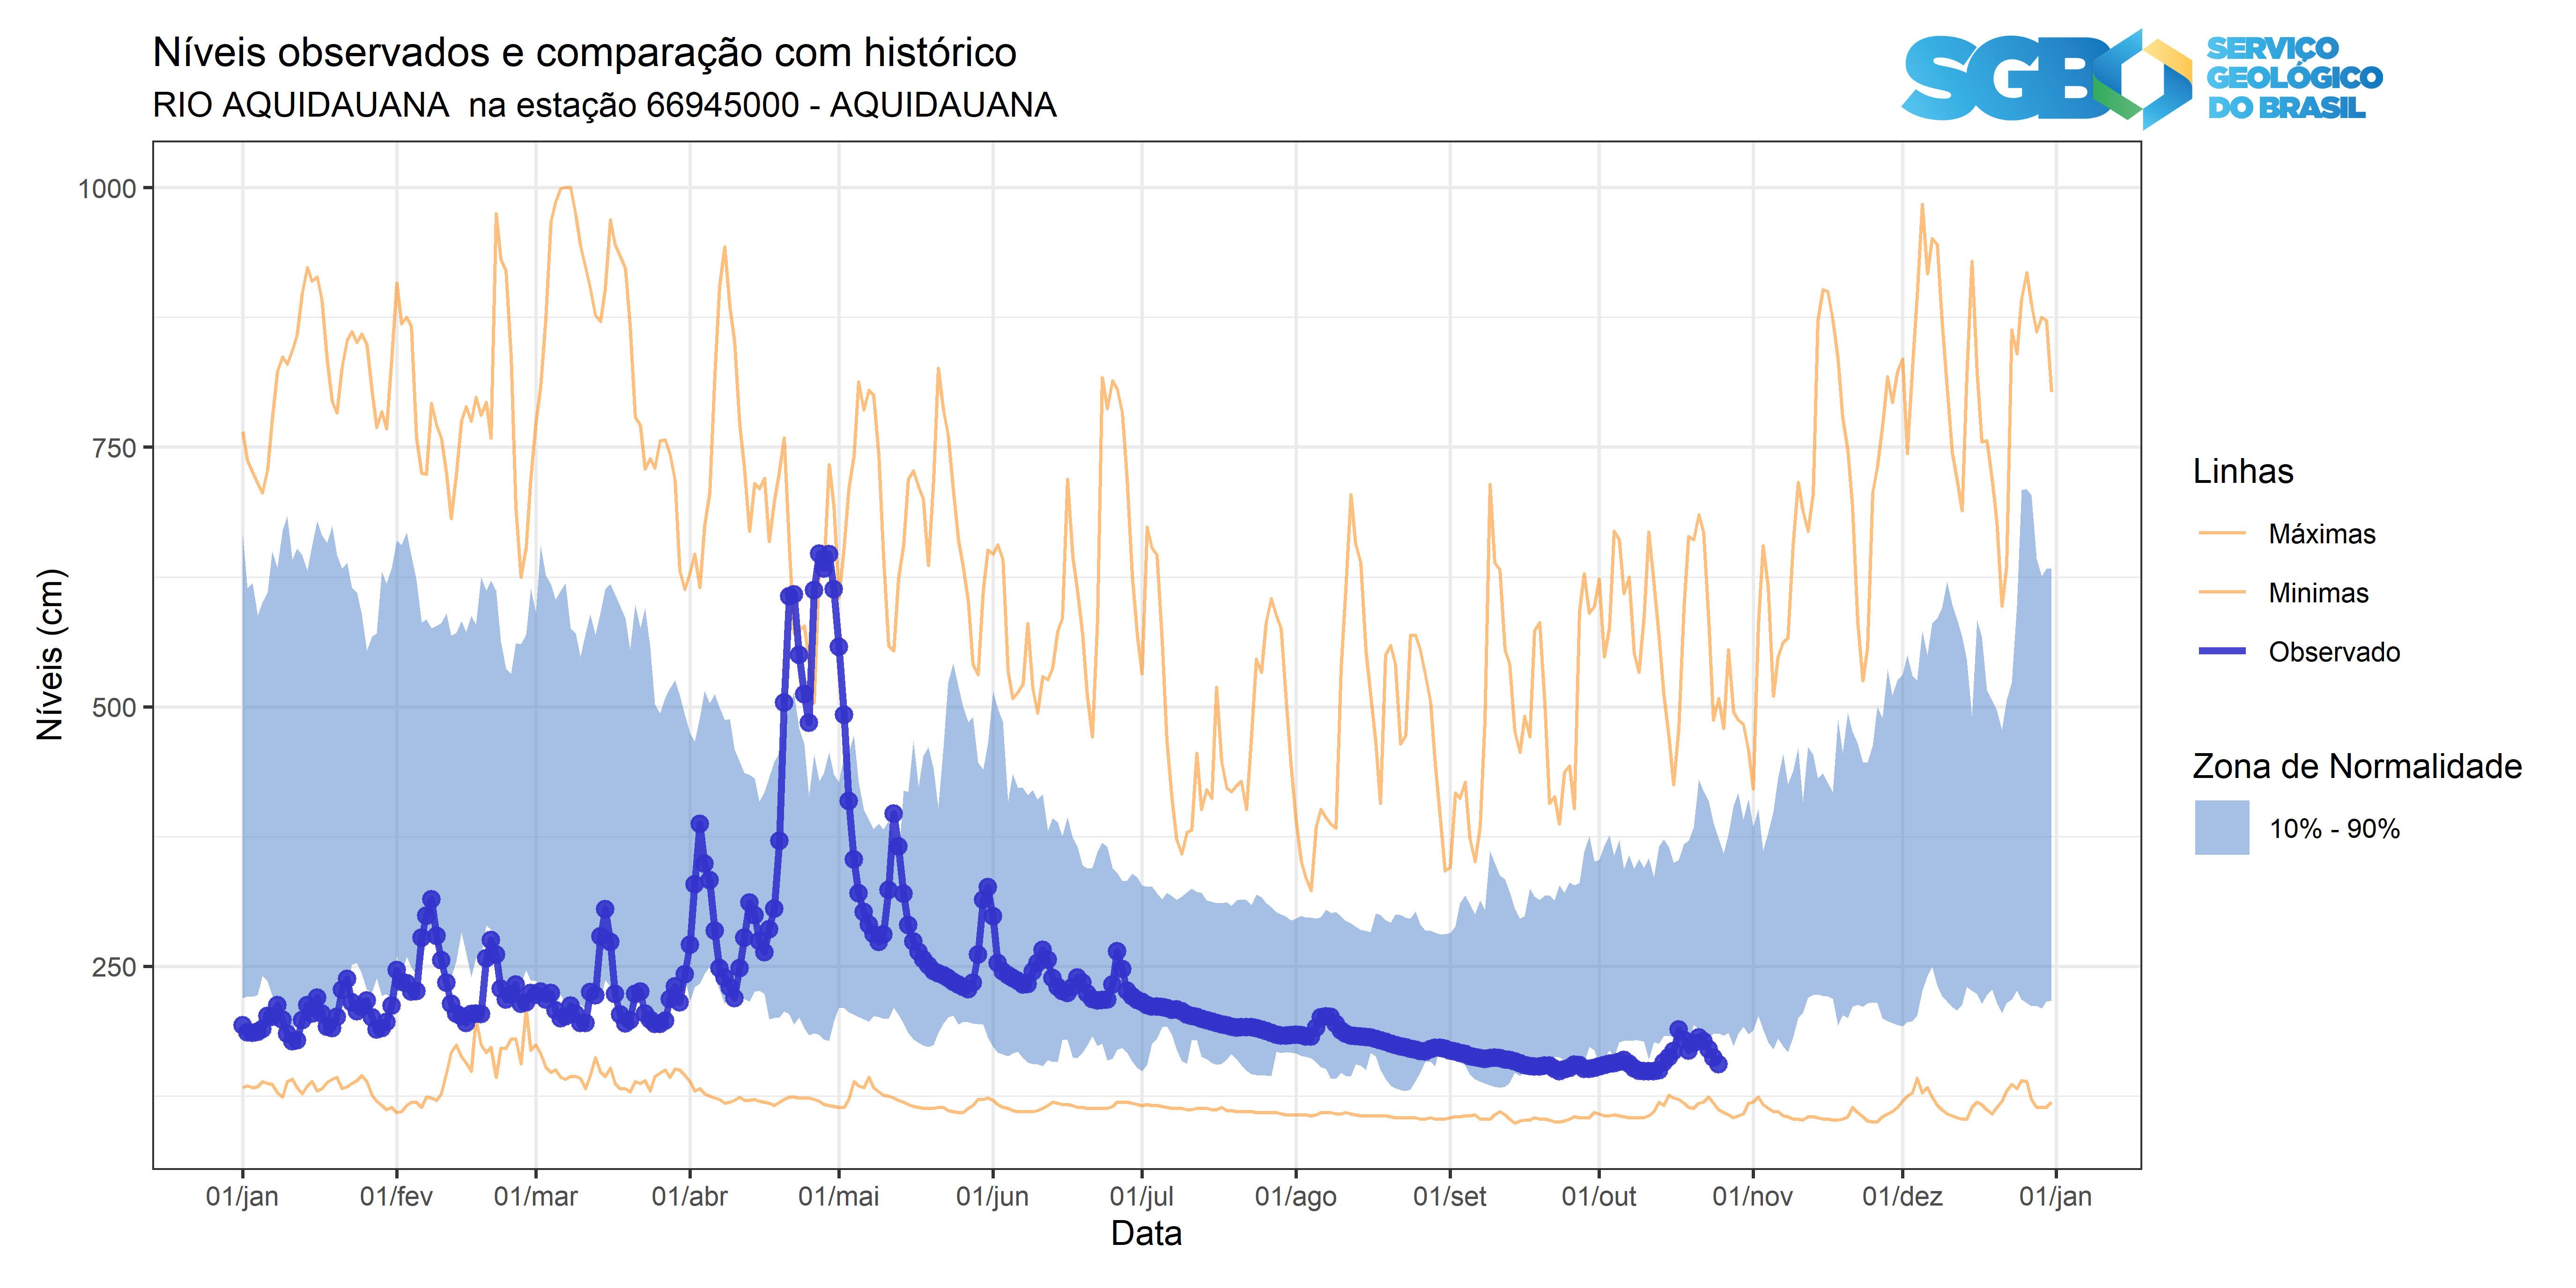 Níveis observados e comparação com histórico
RIO AQUIDAUANA  na estação 66945000 - AQUIDAUANA
SGB
SERVIÇO
GEOLÓGICO
DO BRASIL
Níveis (cm)
1000
750
500
250
01/jan
01/fev
01/mar
01/abr
01/mai
01/jun
01/jul
01/ago
01/set
01/out
01/nov
01/dez
01/jan
Data
Linhas
Máximas
Minimas
Observado
Zona de Normalidade
10% - 90%